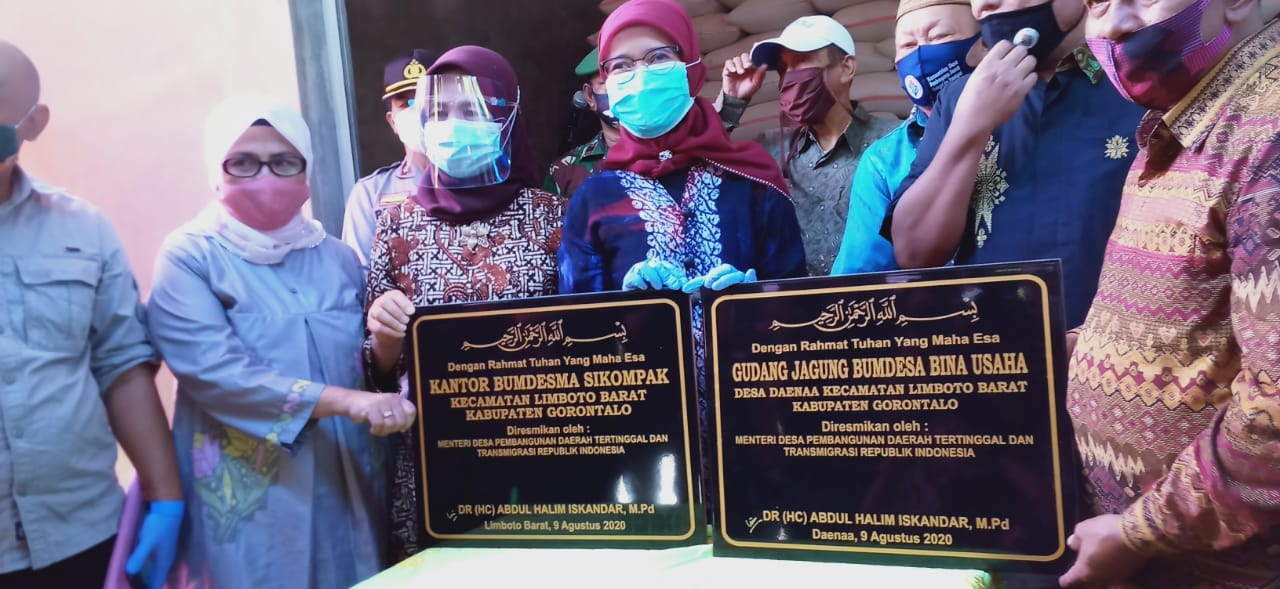 بِسْمِ اللَّهِ الرَّحْمَٰنِ الرَّحِيمِ
Dengan Rahmat Tuhan Yang Maha Esa
KANTOR BUMDESMA SIKOMPAK
KECAMATAN LIMBOTO BARAT
KABUPATEN GORONTALO
Diresmikan oleh :
MENTERI DESA PEMBANGUNAN DAERAH TERTINGGAL DAN
TRANSMIGRASI REPUBLIK INDONESIA
DR (HC) ABDUL HALIM ISKANDAR, M.Pd
Limboto Barat, 9 Agustus 2020
بِسْمِ اللَّهِ الرَّحْمَٰنِ الرَّحِيمِ
Dengan Rahmat Tuhan Yang Maha Esa
GUDANG JAGUNG BUMDESA BINA USAHA
DESA DAENAA KECAMATAN LIMBOTO BARAT
KABUPATEN GORONTALO
Diresmikan oleh :
MENTERI DESA PEMBANGUNAN DAERAH TERTINGGAL DAN
TRANSMIGRASI REPUBLIK INDONESIA
DR (HC) ABDUL HALIM ISKANDAR, M.Pd
Daenaa, 9 Agustus 2020